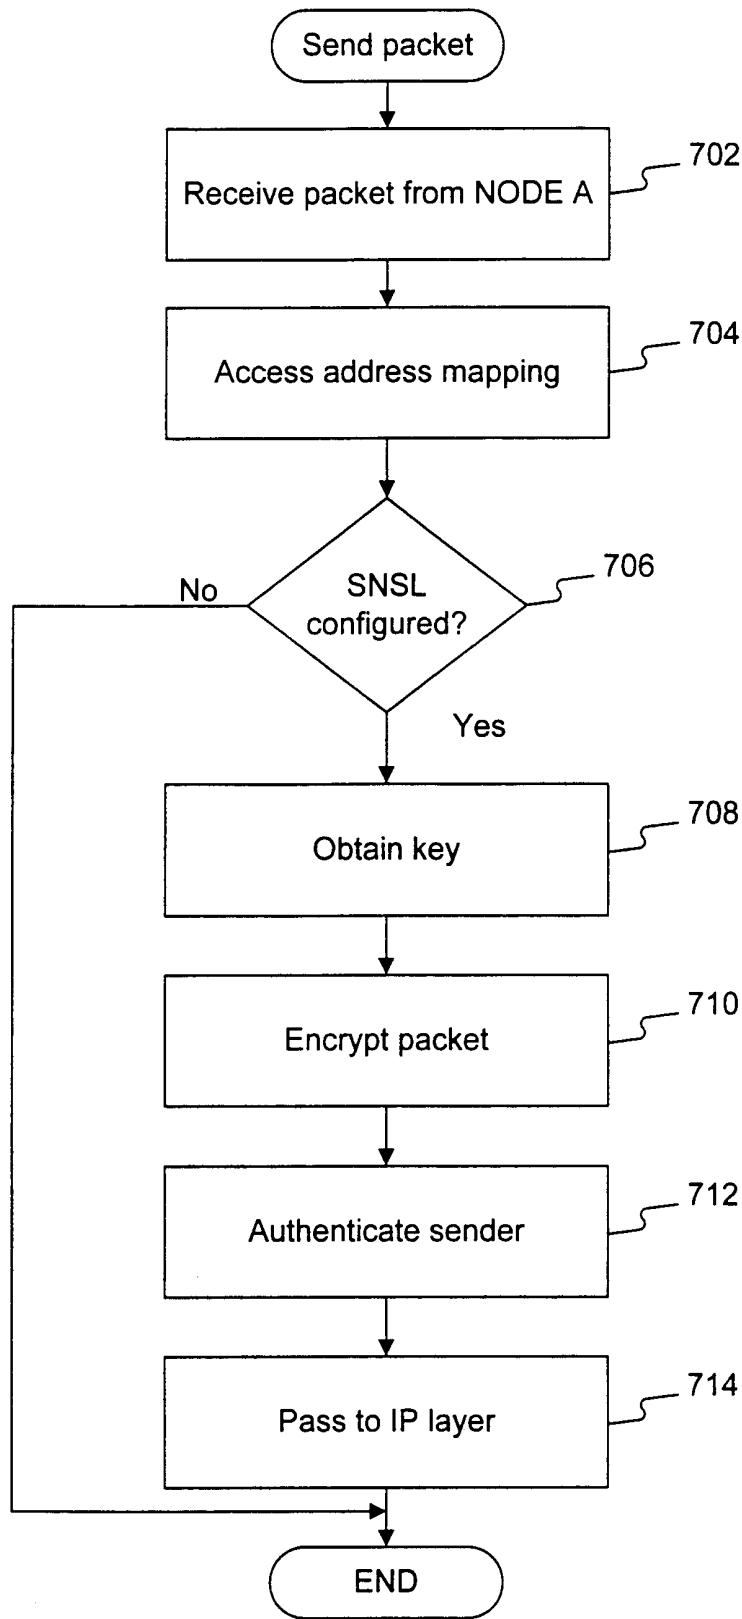 Send packet
Receive packet from NODE A
702
Access address mapping
704
SNSL
configured?
706
No
Yes
Obtain key
708
Encrypt packet
710
Authenticate sender
712
Pass to IP layer
714
END